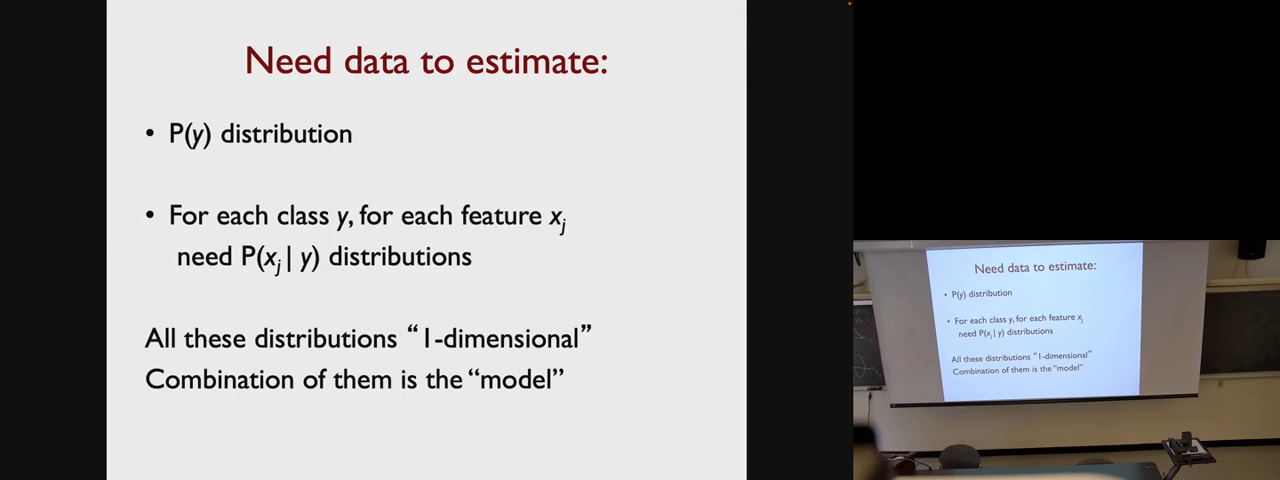 Need data to estimate:
• P(y) distribution
• For each class y, for each feature xⱼ
need P(xⱼ | y) distributions
All these distributions “1-dimensional”
Combination of them is the “model”
Need data to estimate:
• P(y) distribution
• For each class y, for each feature xⱼ
need P(xⱼ | y) distributions
All these distributions “1-dimensional”
Combination of them is the “model”